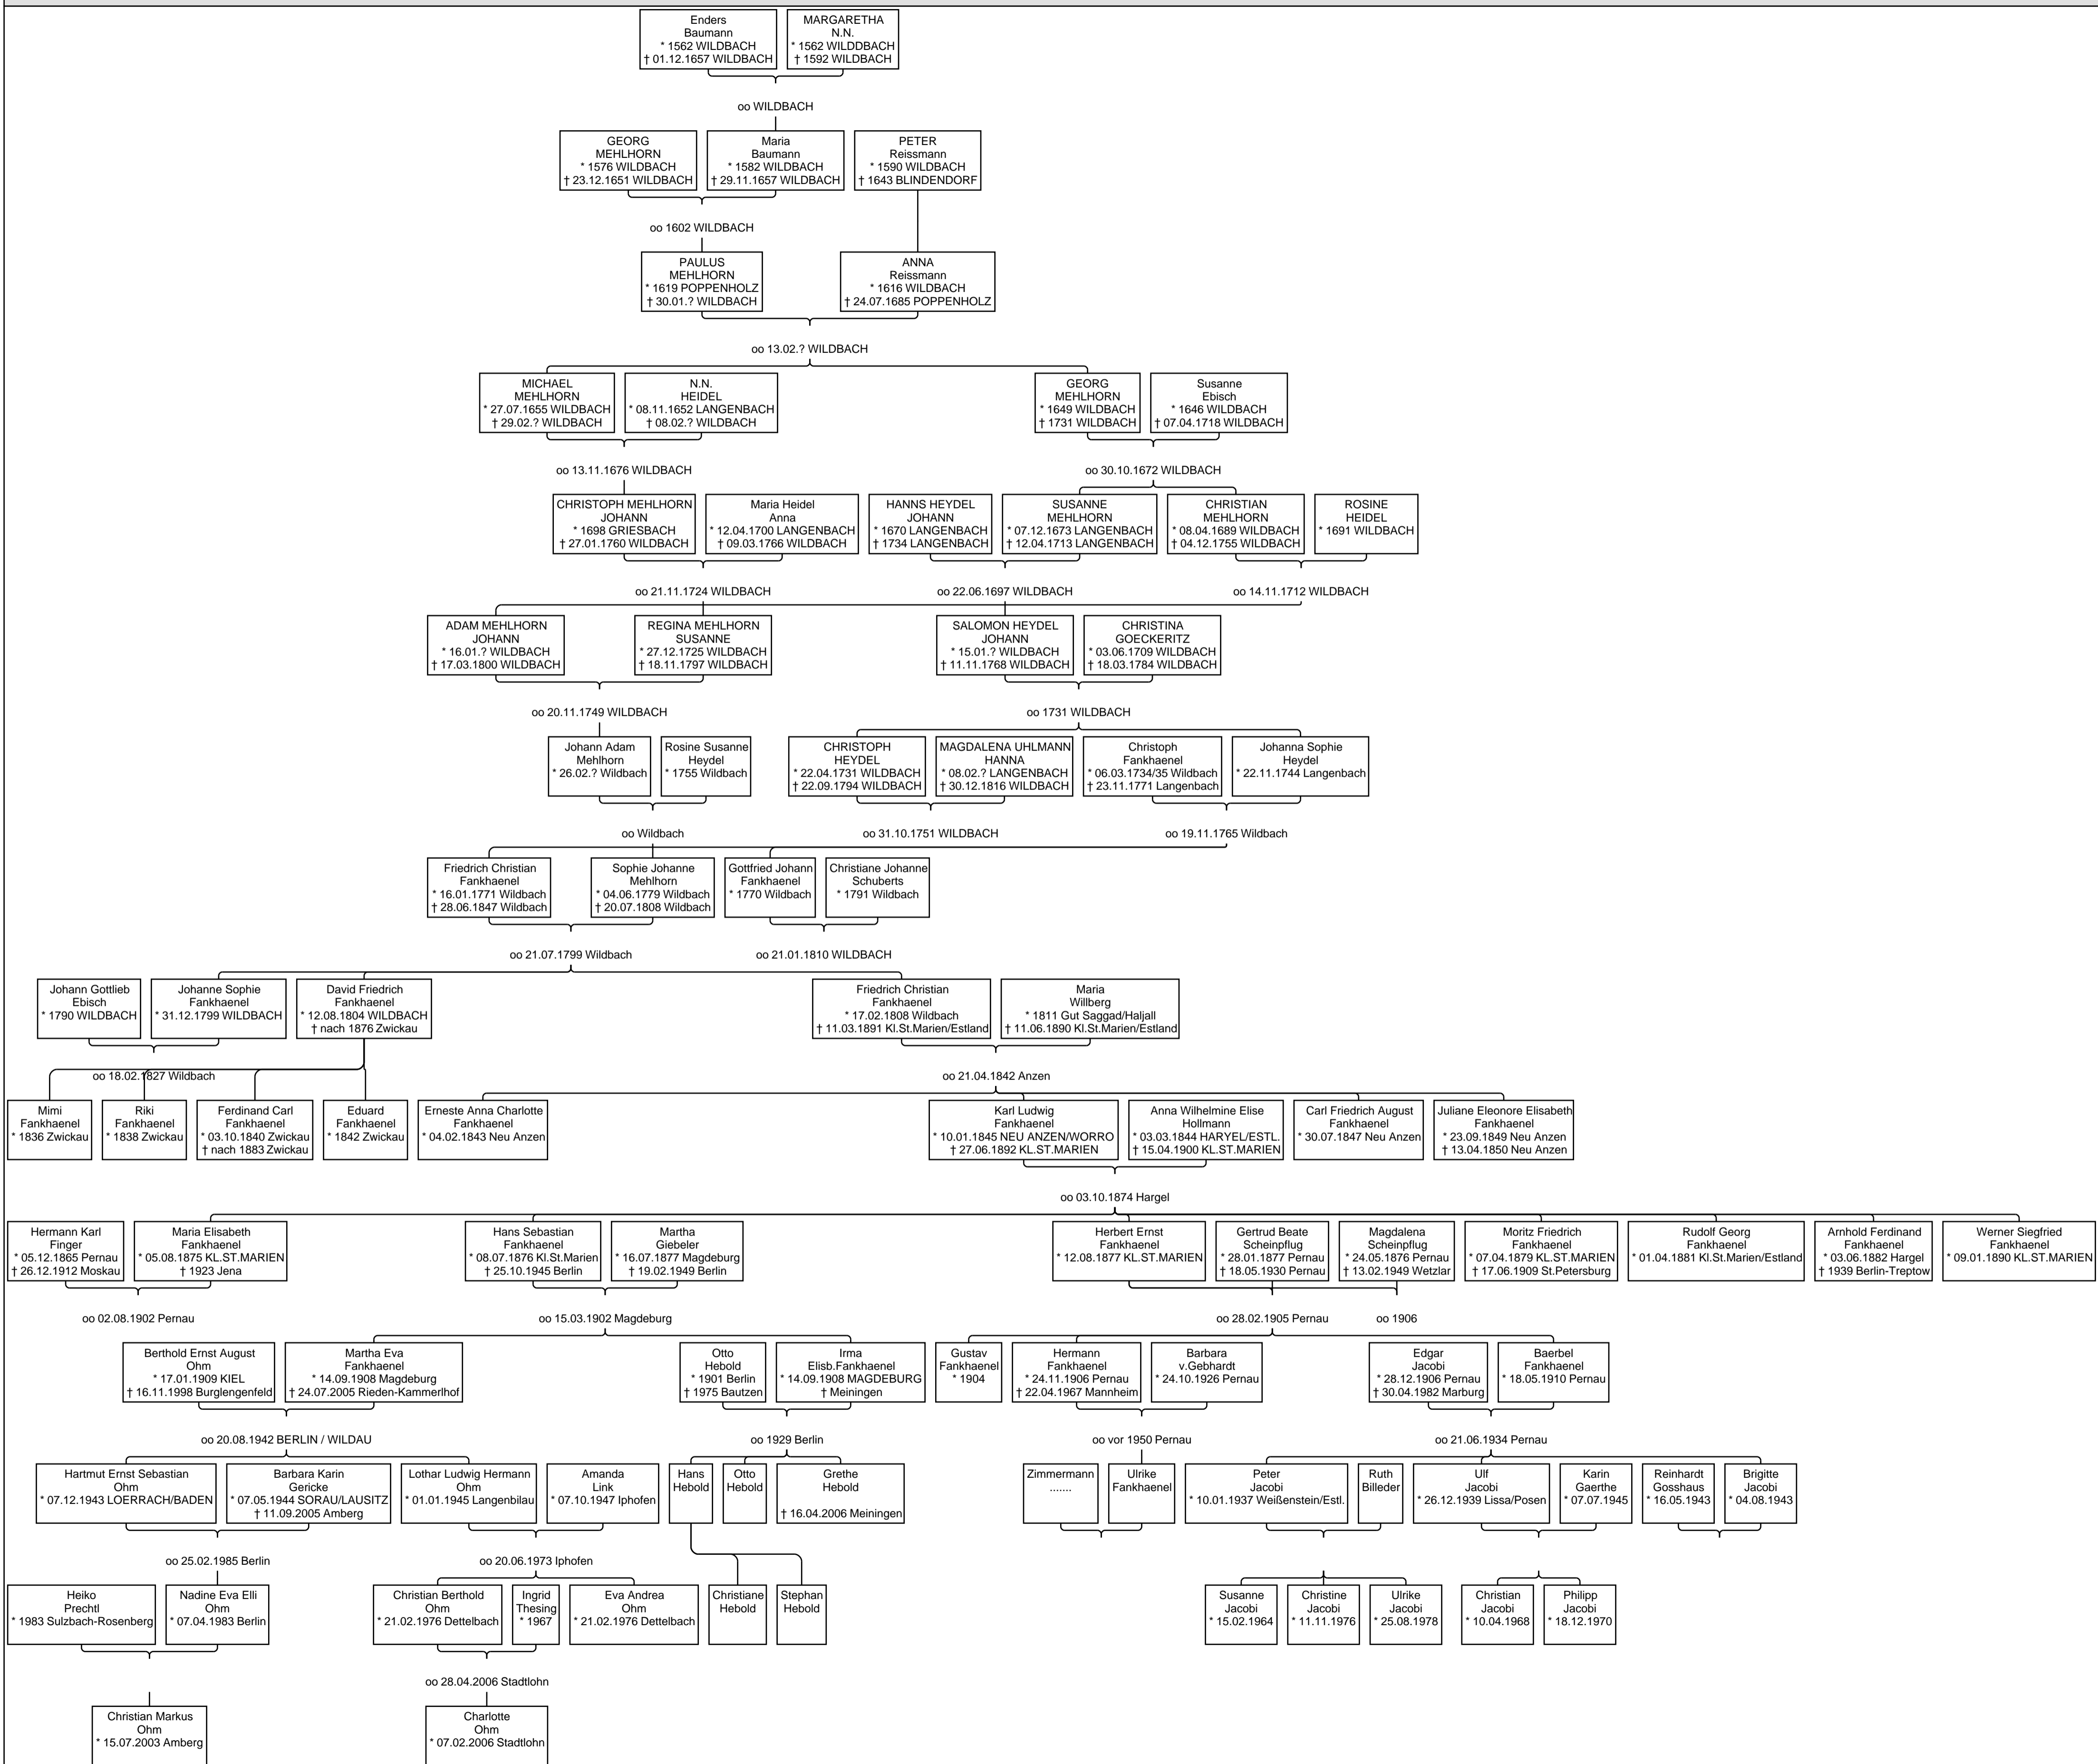 Enders
Baumann
* 1562 WILDBACH
† 01.12.1657 WILDBACH
MARGARETHA
N.N.
* 1562 WILDDBACH
† 1592 WILDBACH
oo WILDBACH
GEORG
MEHLHORN
* 1576 WILDBACH
† 23.12.1651 WILDBACH
Maria
Baumann
* 1582 WILDBACH
† 29.11.1657 WILDBACH
PETER
Reissmann
* 1590 WILDBACH
† 1643 BLINDENDORF
oo 1602 WILDBACH
PAULUS
MEHLHORN
* 1619 POPPENHOLZ
† 30.01.? WILDBACH
ANNA
Reissmann
* 1616 WILDBACH
† 24.07.1685 POPPENHOLZ
oo 13.02.? WILDBACH
MICHAEL
MEHLHORN
* 27.07.1655 WILDBACH
† 29.02.? WILDBACH
N.N.
HEIDEL
* 08.11.1652 LANGENBACH
† 08.02.? WILDBACH
GEORG
MEHLHORN
* 1649 WILDBACH
† 1731 WILDBACH
Susanne
Ebisch
* 1646 WILDBACH
† 07.04.1718 WILDBACH
oo 13.11.1676 WILDBACH
oo 30.10.1672 WILDBACH
CHRISTOPH MEHLHORN
JOHANN
* 1698 GRIESBACH
† 27.01.1760 WILDBACH
Maria Heidel
Anna
* 12.04.1700 LANGENBACH
† 09.03.1766 WILDBACH
HANNS HEYDEL
JOHANN
* 1670 LANGENBACH
† 1734 LANGENBACH
SUSANNE
MEHLHORN
* 07.12.1673 LANGENBACH
† 12.04.1713 LANGENBACH
CHRISTIAN
MEHLHORN
* 08.04.1689 WILDBACH
† 04.12.1755 WILDBACH
ROSINE
HEIDEL
* 1691 WILDBACH
oo 21.11.1724 WILDBACH
oo 22.06.1697 WILDBACH
oo 14.11.1712 WILDBACH
ADAM MEHLHORN
JOHANN
* 16.01.? WILDBACH
† 17.03.1800 WILDBACH
REGINA MEHLHORN
SUSANNE
* 27.12.1725 WILDBACH
† 18.11.1797 WILDBACH
SALOMON HEYDEL
JOHANN
* 15.01.? WILDBACH
† 11.11.1768 WILDBACH
CHRISTINA
GOECKERITZ
* 03.06.1709 WILDBACH
† 18.03.1784 WILDBACH
oo 20.11.1749 WILDBACH
oo 1731 WILDBACH
Johann Adam
Mehlhorn
* 26.02.? Wildbach
Rosine Susanne
Heydel
* 1755 Wildbach
CHRISTOPH
HEYDEL
* 22.04.1731 WILDBACH
† 22.09.1794 WILDBACH
MAGDALENA UHLMANN
HANNA
* 08.02.? LANGENBACH
† 30.12.1816 WILDBACH
Christoph
Fankhaenel
* 06.03.1734/35 Wildbach
† 23.11.1771 Langenbach
Johanna Sophie
Heydel
* 22.11.1744 Langenbach
oo Wildbach
oo 31.10.1751 WILDBACH
oo 19.11.1765 Wildbach
Friedrich Christian
Fankhaenel
* 16.01.1771 Wildbach
† 28.06.1847 Wildbach
Sophie Johanne
Mehlhorn
* 04.06.1779 Wildbach
† 20.07.1808 Wildbach
Gottfried Johann
Fankhaenel
* 1770 Wildbach
Christiane Johanne
Schuberts
* 1791 Wildbach
oo 21.07.1799 Wildbach
oo 21.01.1810 WILDBACH
Johann Gottlieb
Ebisch
* 1790 WILDBACH
Johanne Sophie
Fankhaenel
* 31.12.1799 WILDBACH
David Friedrich
Fankhaenel
* 12.08.1804 WILDBACH
† nach 1876 Zwickau
Friedrich Christian
Fankhaenel
* 17.02.1808 Wildbach
† 11.03.1891 Kl.St.Marien/Estland
Maria
Willberg
* 1811 Gut Saggad/Haljall
† 11.06.1890 Kl.St.Marien/Estland
oo 18.02.1827 Wildbach
oo 21.04.1842 Anzen
Mimi
Fankhaenel
* 1836 Zwickau
Riki
Fankhaenel
* 1838 Zwickau
Ferdinand Carl
Fankhaenel
* 03.10.1840 Zwickau
† nach 1883 Zwickau
Eduard
Fankhaenel
* 1842 Zwickau
Erneste Anna Charlotte
Fankhaenel
* 04.02.1843 Neu Anzen
Karl Ludwig
Fankhaenel
* 10.01.1845 NEU ANZEN/WORRO
† 27.06.1892 KL.ST.MARIEN
Anna Wilhelmine Elise
Hollmann
* 03.03.1844 HARYEL/ESTL.
† 15.04.1900 KL.ST.MARIEN
Carl Friedrich August
Fankhaenel
* 30.07.1847 Neu Anzen
Juliane Eleonore Elisabeth
Fankhaenel
* 23.09.1849 Neu Anzen
† 13.04.1850 Neu Anzen
oo 03.10.1874 Hargel
Hermann Karl
Finger
* 05.12.1865 Pernau
† 26.12.1912 Moskau
Maria Elisabeth
Fankhaenel
* 05.08.1875 KL.ST.MARIEN
† 1923 Jena
Hans Sebastian
Fankhaenel
* 08.07.1876 Kl.St.Marien
† 25.10.1945 Berlin
Martha
Giebeler
* 16.07.1877 Magdeburg
† 19.02.1949 Berlin
Herbert Ernst
Fankhaenel
* 12.08.1877 KL.ST.MARIEN
Gertrud Beate
Scheinpflug
* 28.01.1877 Pernau
† 18.05.1930 Pernau
Magdalena
Scheinpflug
* 24.05.1876 Pernau
† 13.02.1949 Wetzlar
Moritz Friedrich
Fankhaenel
* 07.04.1879 KL.ST.MARIEN
† 17.06.1909 St.Petersburg
Rudolf Georg
Fankhaenel
* 01.04.1881 Kl.St.Marien/Estland
Arnhold Ferdinand
Fankhaenel
* 03.06.1882 Hargel
† 1939 Berlin-Treptow
Werner Siegfried
Fankhaenel
* 09.01.1890 KL.ST.MARIEN
oo 02.08.1902 Pernau
oo 15.03.1902 Magdeburg
oo 28.02.1905 Pernau
oo 1906
Berthold Ernst August
Ohm
* 17.01.1909 KIEL
† 16.11.1998 Burglengenfeld
Martha Eva
Fankhaenel
* 14.09.1908 Magdeburg
† 24.07.2005 Rieden-Kammerlhof
Otto
Hebold
* 1901 Berlin
† 1975 Bautzen
Irma
Elisb.Fankhaenel
* 14.09.1908 MAGDEBURG
† Meiningen
Gustav
Fankhaenel
* 1904
Hermann
Fankhaenel
* 24.11.1906 Pernau
† 22.04.1967 Mannheim
Barbara
v.Gebhardt
* 24.10.1926 Pernau
Edgar
Jacobi
* 28.12.1906 Pernau
† 30.04.1982 Marburg
Baerbel
Fankhaenel
* 18.05.1910 Pernau
oo 20.08.1942 BERLIN / WILDAU
oo 1929 Berlin
oo vor 1950 Pernau
oo 21.06.1934 Pernau
Hartmut Ernst Sebastian
Ohm
* 07.12.1943 LOERRACH/BADEN
Barbara Karin
Gericke
* 07.05.1944 SORAU/LAUSITZ
† 11.09.2005 Amberg
Lothar Ludwig Hermann
Ohm
* 01.01.1945 Langenbilau
Amanda
Link
* 07.10.1947 Iphofen
Hans
Hebold
Otto
Hebold
Grethe
Hebold
† 16.04.2006 Meiningen
Zimmermann
.......
Ulrike
Fankhaenel
Peter
Jacobi
* 10.01.1937 Weißenstein/Estl.
Ruth
Billeder
Ulf
Jacobi
* 26.12.1939 Lissa/Posen
Karin
Gaerthe
* 07.07.1945
Reinhardt
Gosshaus
* 16.05.1943
Brigitte
Jacobi
* 04.08.1943
oo 25.02.1985 Berlin
oo 20.06.1973 Iphofen
Heiko
Prechtl
* 1983 Sulzbach-Rosenberg
Nadine Eva Elli
Ohm
* 07.04.1983 Berlin
Christian Berthold
Ohm
* 21.02.1976 Dettelbach
Ingrid
Thesing
* 1967
Eva Andrea
Ohm
* 21.02.1976 Dettelbach
Christiane
Hebold
Stephan
Hebold
Susanne
Jacobi
* 15.02.1964
Christine
Jacobi
* 11.11.1976
Ulrike
Jacobi
* 25.08.1978
Christian
Jacobi
* 10.04.1968
Philipp
Jacobi
* 18.12.1970
oo 28.04.2006 Stadtlohn
Christian Markus
Ohm
* 15.07.2003 Amberg
Charlotte
Ohm
* 07.02.2006 Stadtlohn